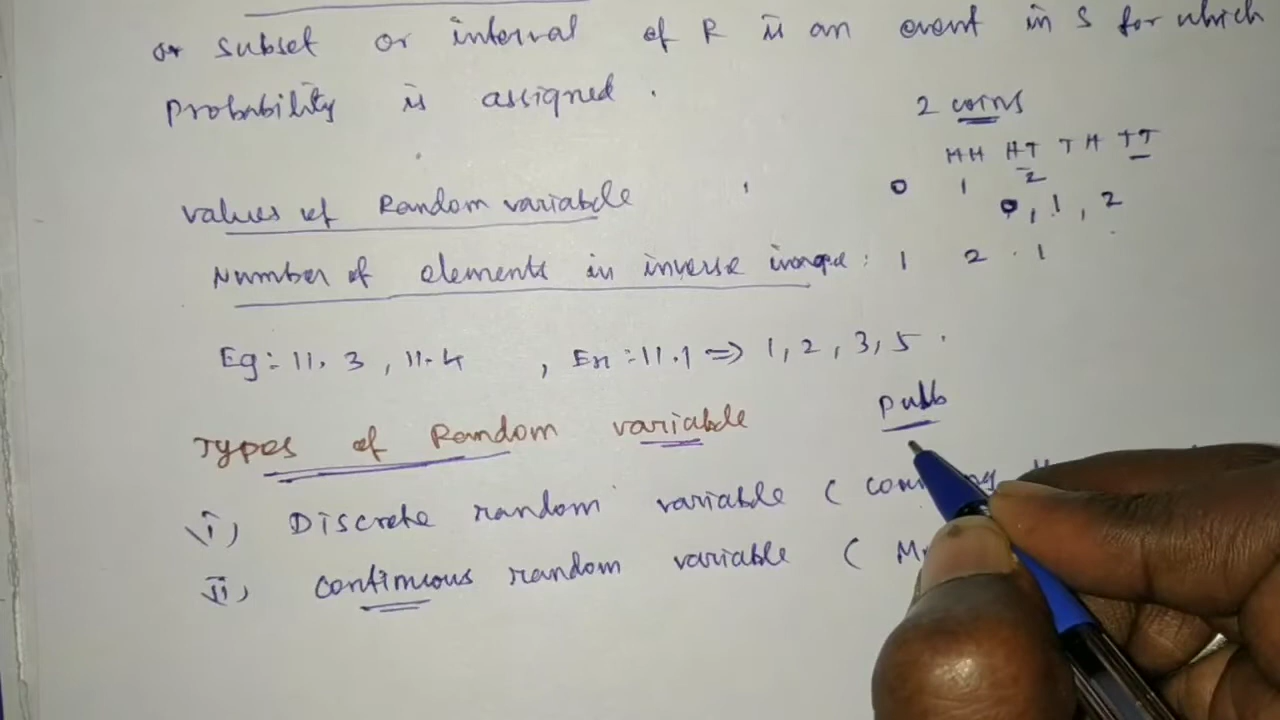 or subset or interval of R is an event in S for which
Probability is assigned .
2 coins
HH HT TH TT
0 1 2
values of Random variable
0, 1, 2
Number of elements in inverse image : 1 2 1
Eg:- 11.3, 11.4 , Ex :- 11.1 => 1, 2, 3, 5 .
Types of Random variable
i) Discrete random variable (
ii) continuous random variable (